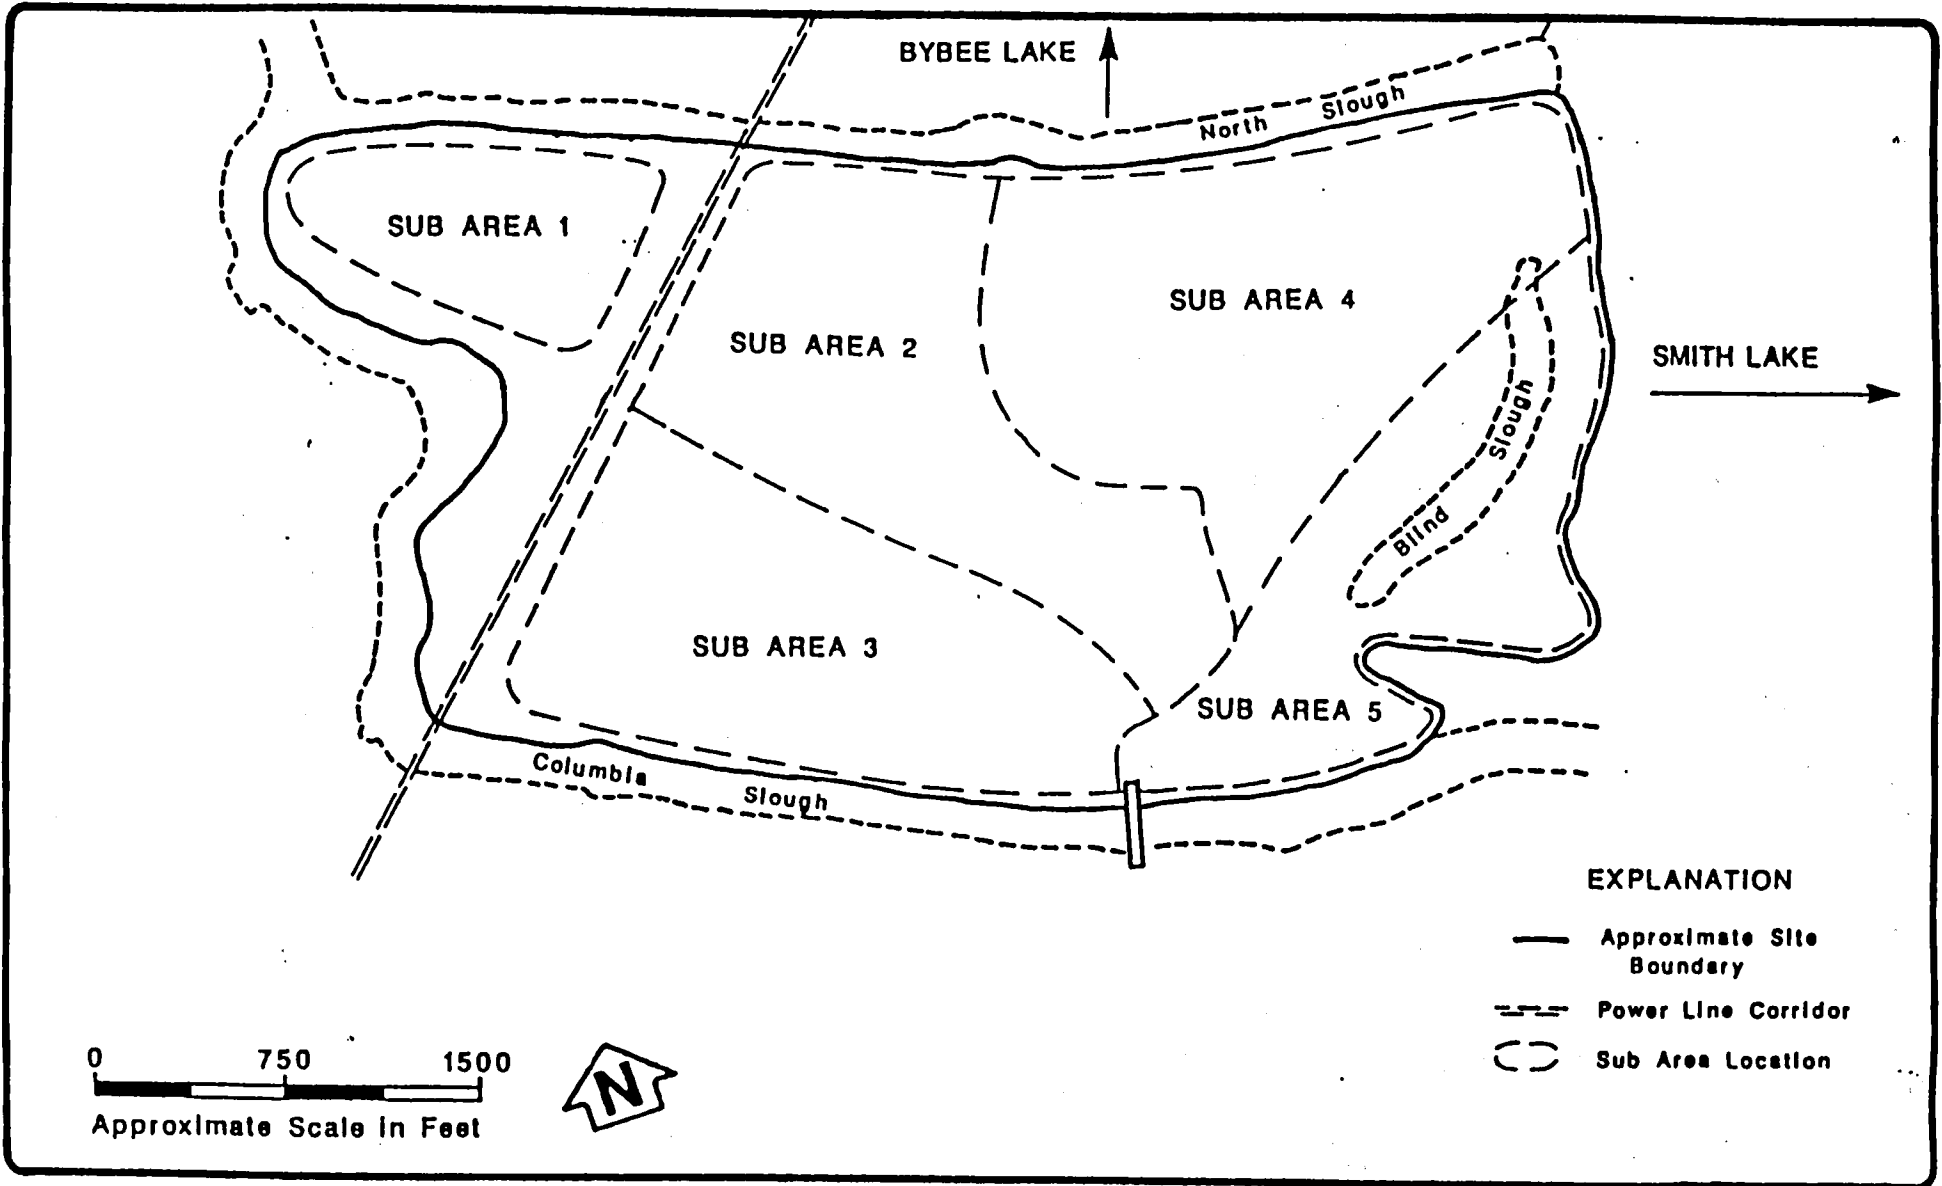 BYBEE LAKE
North Slough
SUB AREA 1
SUB AREA 4
SUB AREA 2
SMITH LAKE
Blind Slough
SUB AREA 3
SUB AREA 5
Columbia Slough
EXPLANATION
Approximate Site
Boundary
Power Line Corridor
Sub Area Location
0 750 1500
Approximate Scale in Feet
N